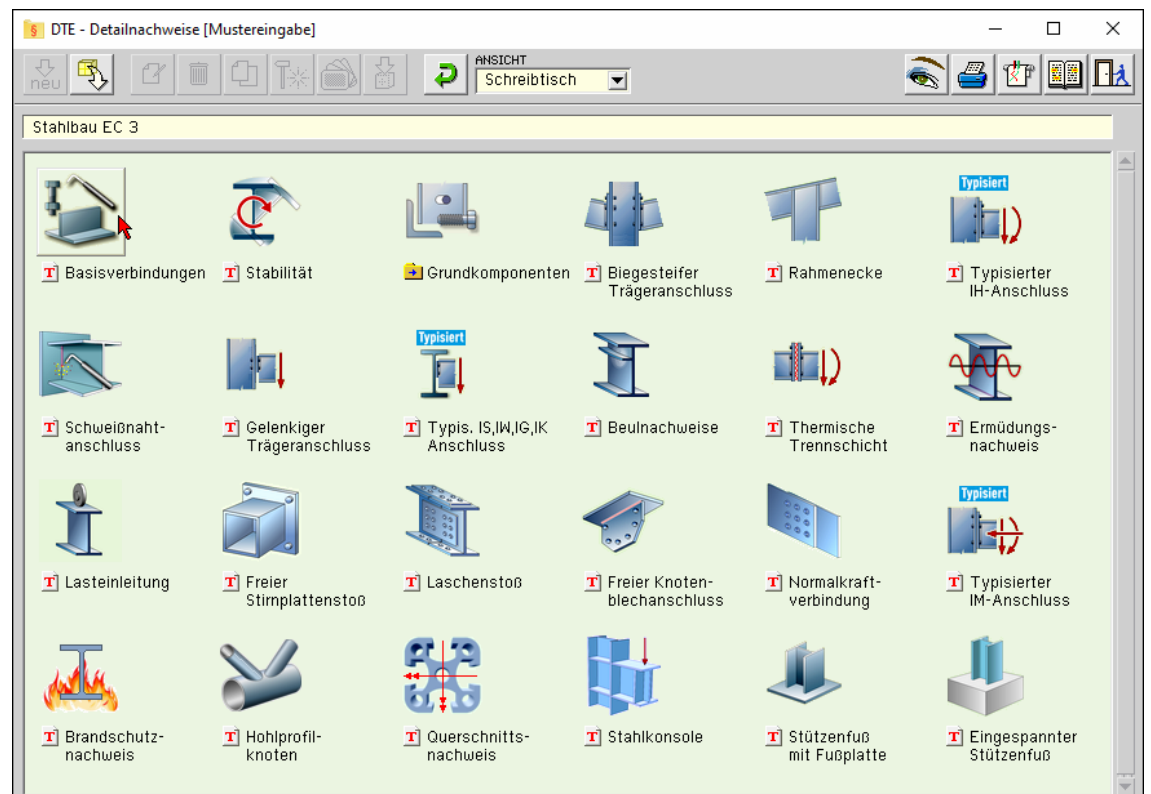 DTE - Detailnachweise [Mustereingabe]
neu
ANSICHT
Schreibtisch
Stahlbau EC 3
Basisverbindungen
Stabilität
Grundkomponenten
Biegesteifer
Trägeranschluss
Rahmenecke
Typisiert
Typisierter
IH-Anschluss
Schweißnaht-
anschluss
Gelenkiger
Trägeranschluss
Typisiert
Typis. IS,IW,IG,IK
Anschluss
Beulnachweise
Thermische
Trennschicht
Ermüdungs-
nachweis
Lasteinleitung
Freier
Stirnplattenstoß
Laschenstoß
Freier Knoten-
blechanschluss
Normalkraft-
verbindung
Typisiert
Typisierter
IM-Anschluss
Brandschutz-
nachweis
Hohlprofil-
knoten
Querschnitts-
nachweis
Stahlkonsole
Stützenfuß
mit Fußplatte
Eingespannter
Stützenfuß